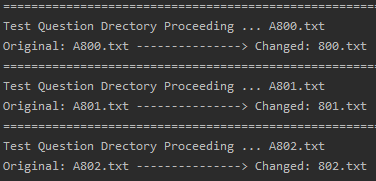 =====================================================
Test Question Drectory Proceeding ... A800.txt
Original: A800.txt ---------------> Changed: 800.txt
=====================================================
Test Question Drectory Proceeding ... A801.txt
Original: A801.txt ---------------> Changed: 801.txt
=====================================================
Test Question Drectory Proceeding ... A802.txt
Original: A802.txt ---------------> Changed: 802.txt